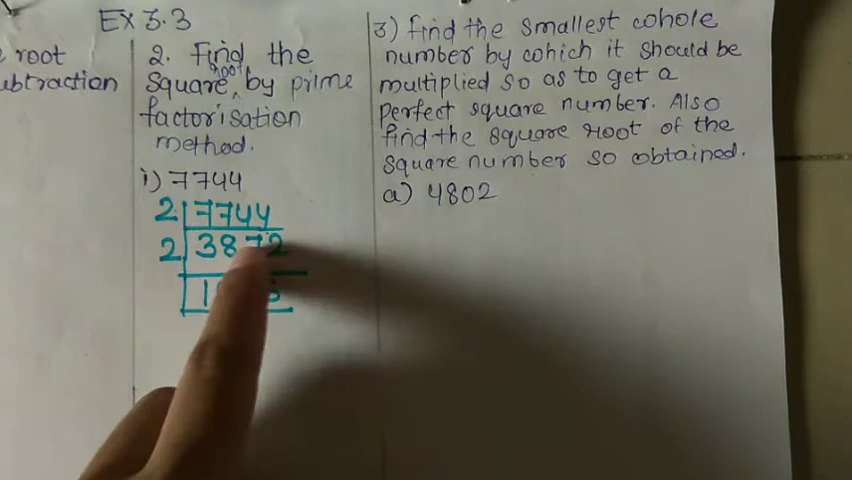 Ex 3.3
root
ubtraction
2. Find the
root
square ‸ by prime
factorisation
method.
i) 7744
2 7744
2 3872
3) find the smallest cohole
number by cohich it should be
multiplied so as to get a
perfect square number. Also
find the square root of the
square number so obtained.
a) 4802